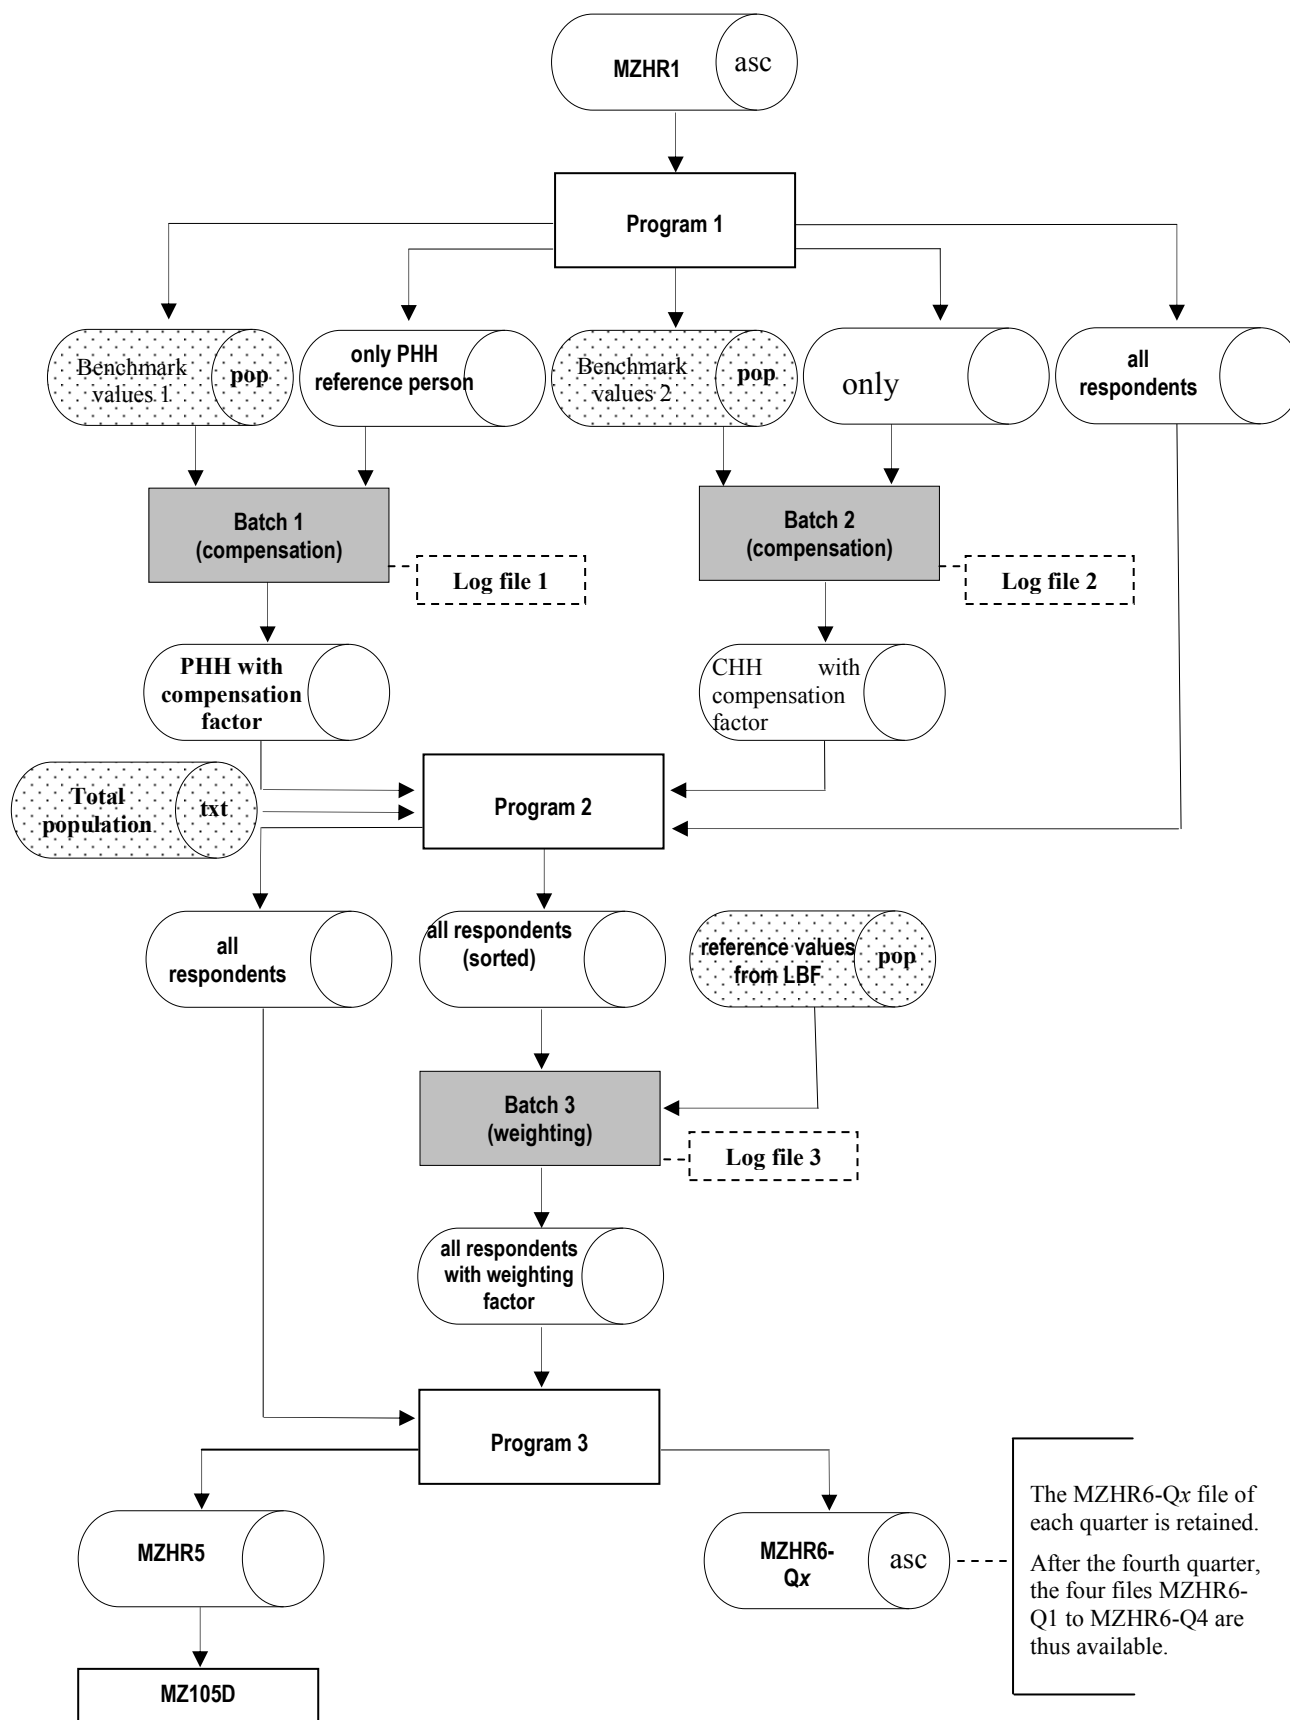 MZHR1
asc
Program 1
Benchmark
values 1
pop
only PHH
reference person
Benchmark
values 2
pop
only
all
respondents
Batch 1
(compensation)
Log file 1
Batch 2
(compensation)
Log file 2
PHH with
compensation
factor
CHH with
compensation
factor
Total
population
txt
Program 2
all
respondents
all respondents
(sorted)
reference values
from LBF
pop
Batch 3
(weighting)
Log file 3
all respondents
with weighting
factor
Program 3
MZHR5
MZHR6-
Qx
asc
The MZHR6-Qx file of
each quarter is retained.
After the fourth quarter,
the four files MZHR6-
Q1 to MZHR6-Q4 are
thus available.
MZ105D